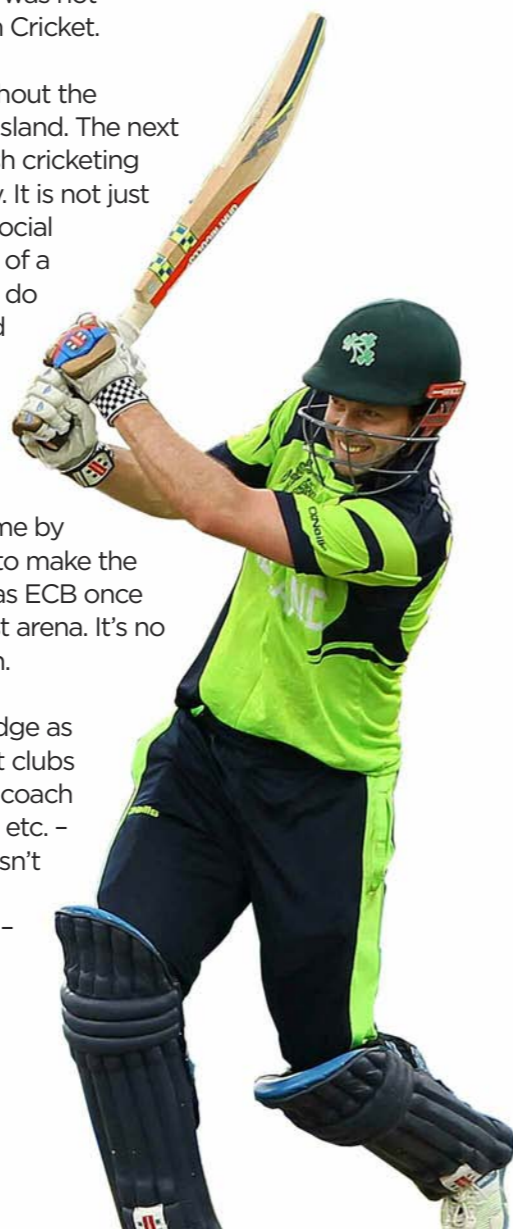 was not
n Cricket.
hout the
sland. The next
h cricketing
. It is not just
ocial
of a
do
d
me by
to make the
as ECB once
t arena. It’s no
n.
dge as
t clubs
coach
etc. –
sn’t
–